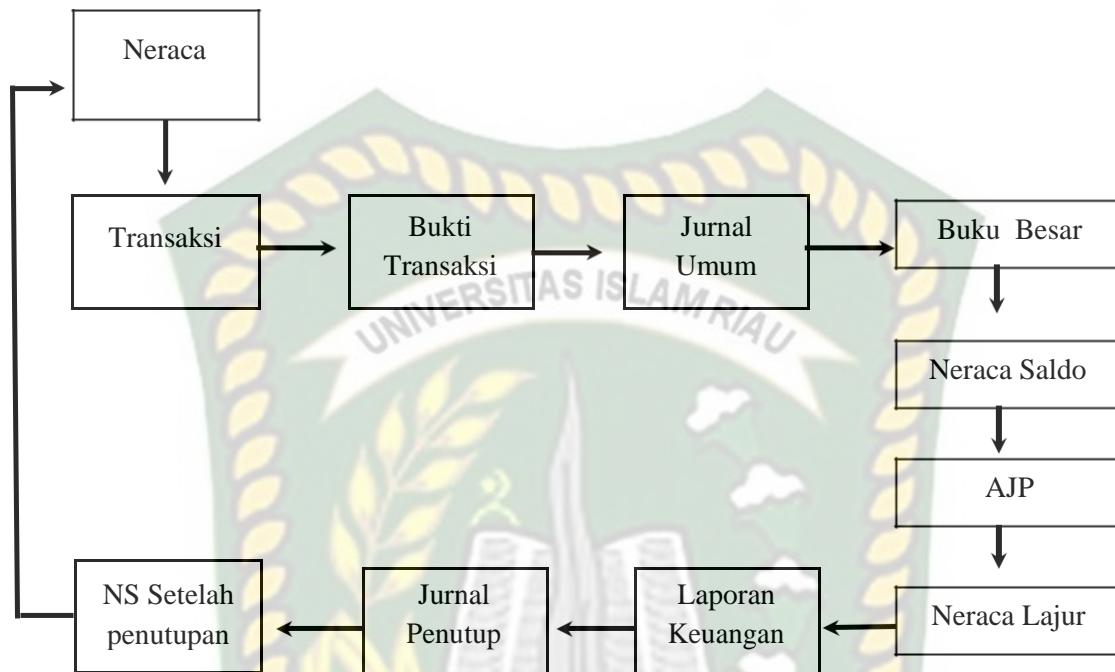 Neraca
Transaksi
Bukti
Transaksi
Jurnal
Umum
Buku Besar
UNIVERSITAS ISLAM RIAU
Neraca Saldo
AJP
NS Setelah
penutupan
Jurnal
Penutup
Laporan
Keuangan
Neraca Lajur